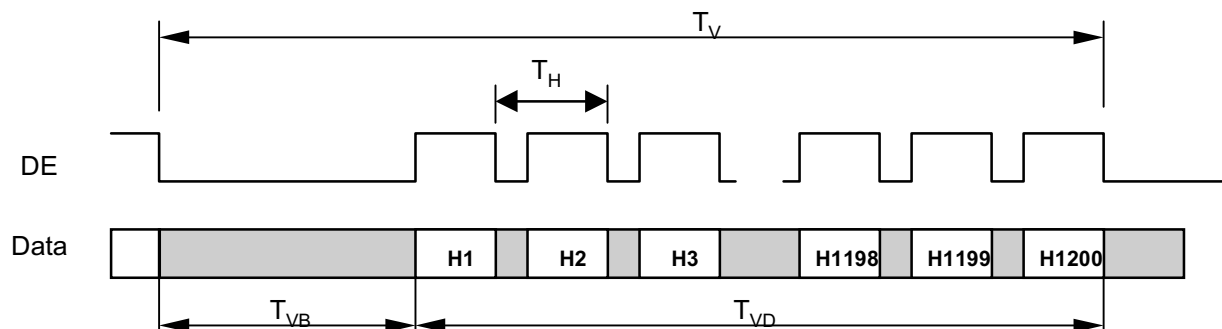 TV
TH
DE
Data
H1 H2 H3 H1198 H1199 H1200
TVB TVD